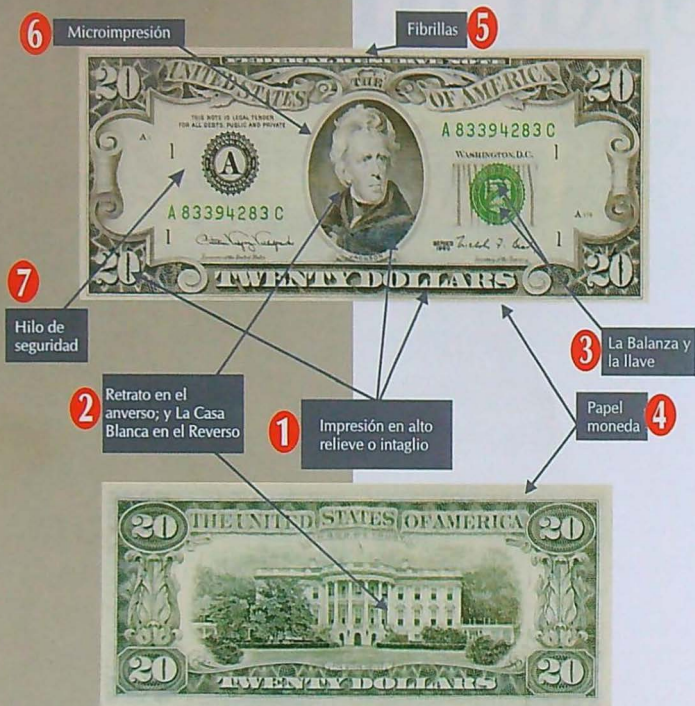 6 Microimpresión
Fibrillas 5
FEDERAL RESERVE NOTE
20 UNITED STATES THE OF AMERICA 20
THIS NOTE IS LEGAL TENDER
FOR ALL DEBTS, PUBLIC AND PRIVATE
A 83394283 C
WASHINGTON, D.C.
1 A 1
A 83394283 C
1 1
SERIES
20 TWENTY DOLLARS 20
7
Hilo de
seguridad
3 La Balanza y
la llave
2 Retrato en el
anverso; y La Casa
Blanca en el Reverso
1 Impresión en alto
relieve o intaglio
Papel
moneda 4
20 THE UNITED STATES OF AMERICA 20
20 TWENTY DOLLARS 20